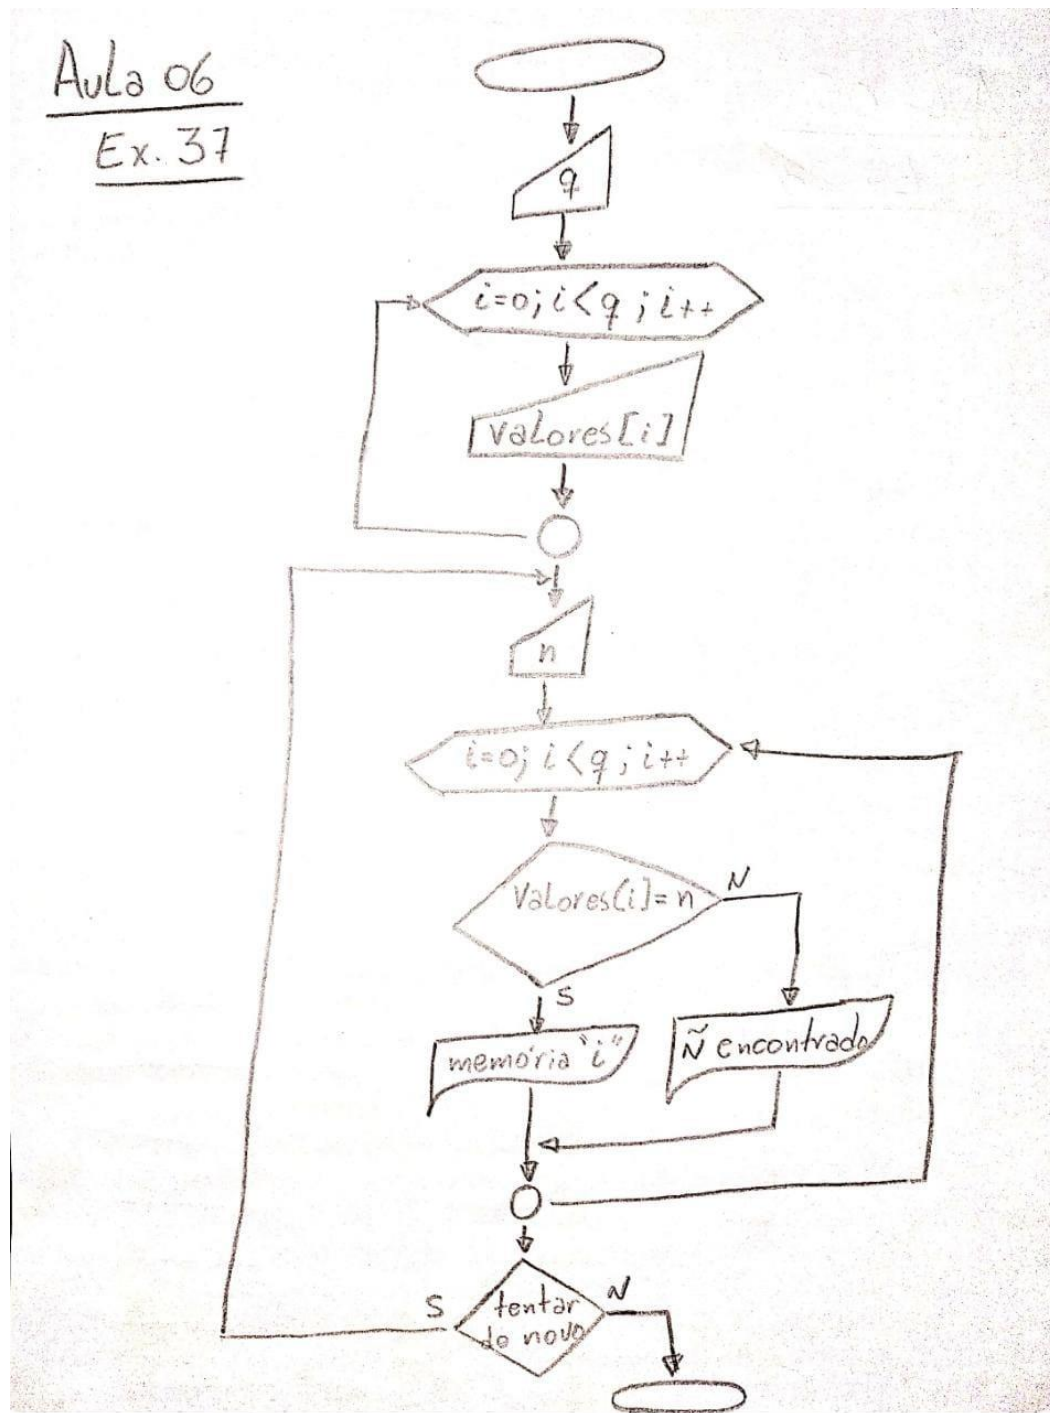 Aula 06
Ex. 37
q
i=0; i<q; i++
valores[i]
n
i=0; i<q; i++
Valores[i]=n
N
S
memória "i"
Ñ encontrado
S
tentar
de novo
N